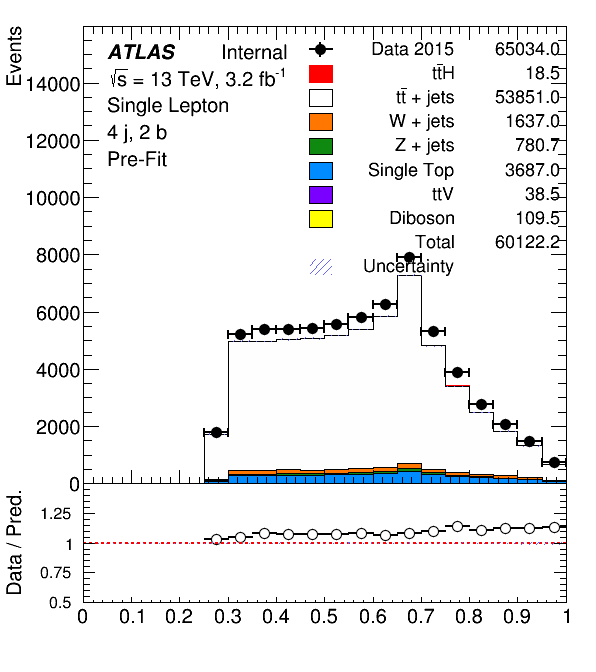 Events
14000
12000
10000
8000
6000
4000
2000
0
ATLAS Internal
√s = 13 TeV, 3.2 fb⁻¹
Single Lepton
4 j, 2 b
Pre-Fit
Data 2015 65034.0
tt̄H 18.5
tt̄ + jets 53851.0
W + jets 1637.0
Z + jets 780.7
Single Top 3687.0
ttV 38.5
Diboson 109.5
Total 60122.2
Uncertainty
Data / Pred.
1.25
1
0.75
0.5
0 0.1 0.2 0.3 0.4 0.5 0.6 0.7 0.8 0.9 1